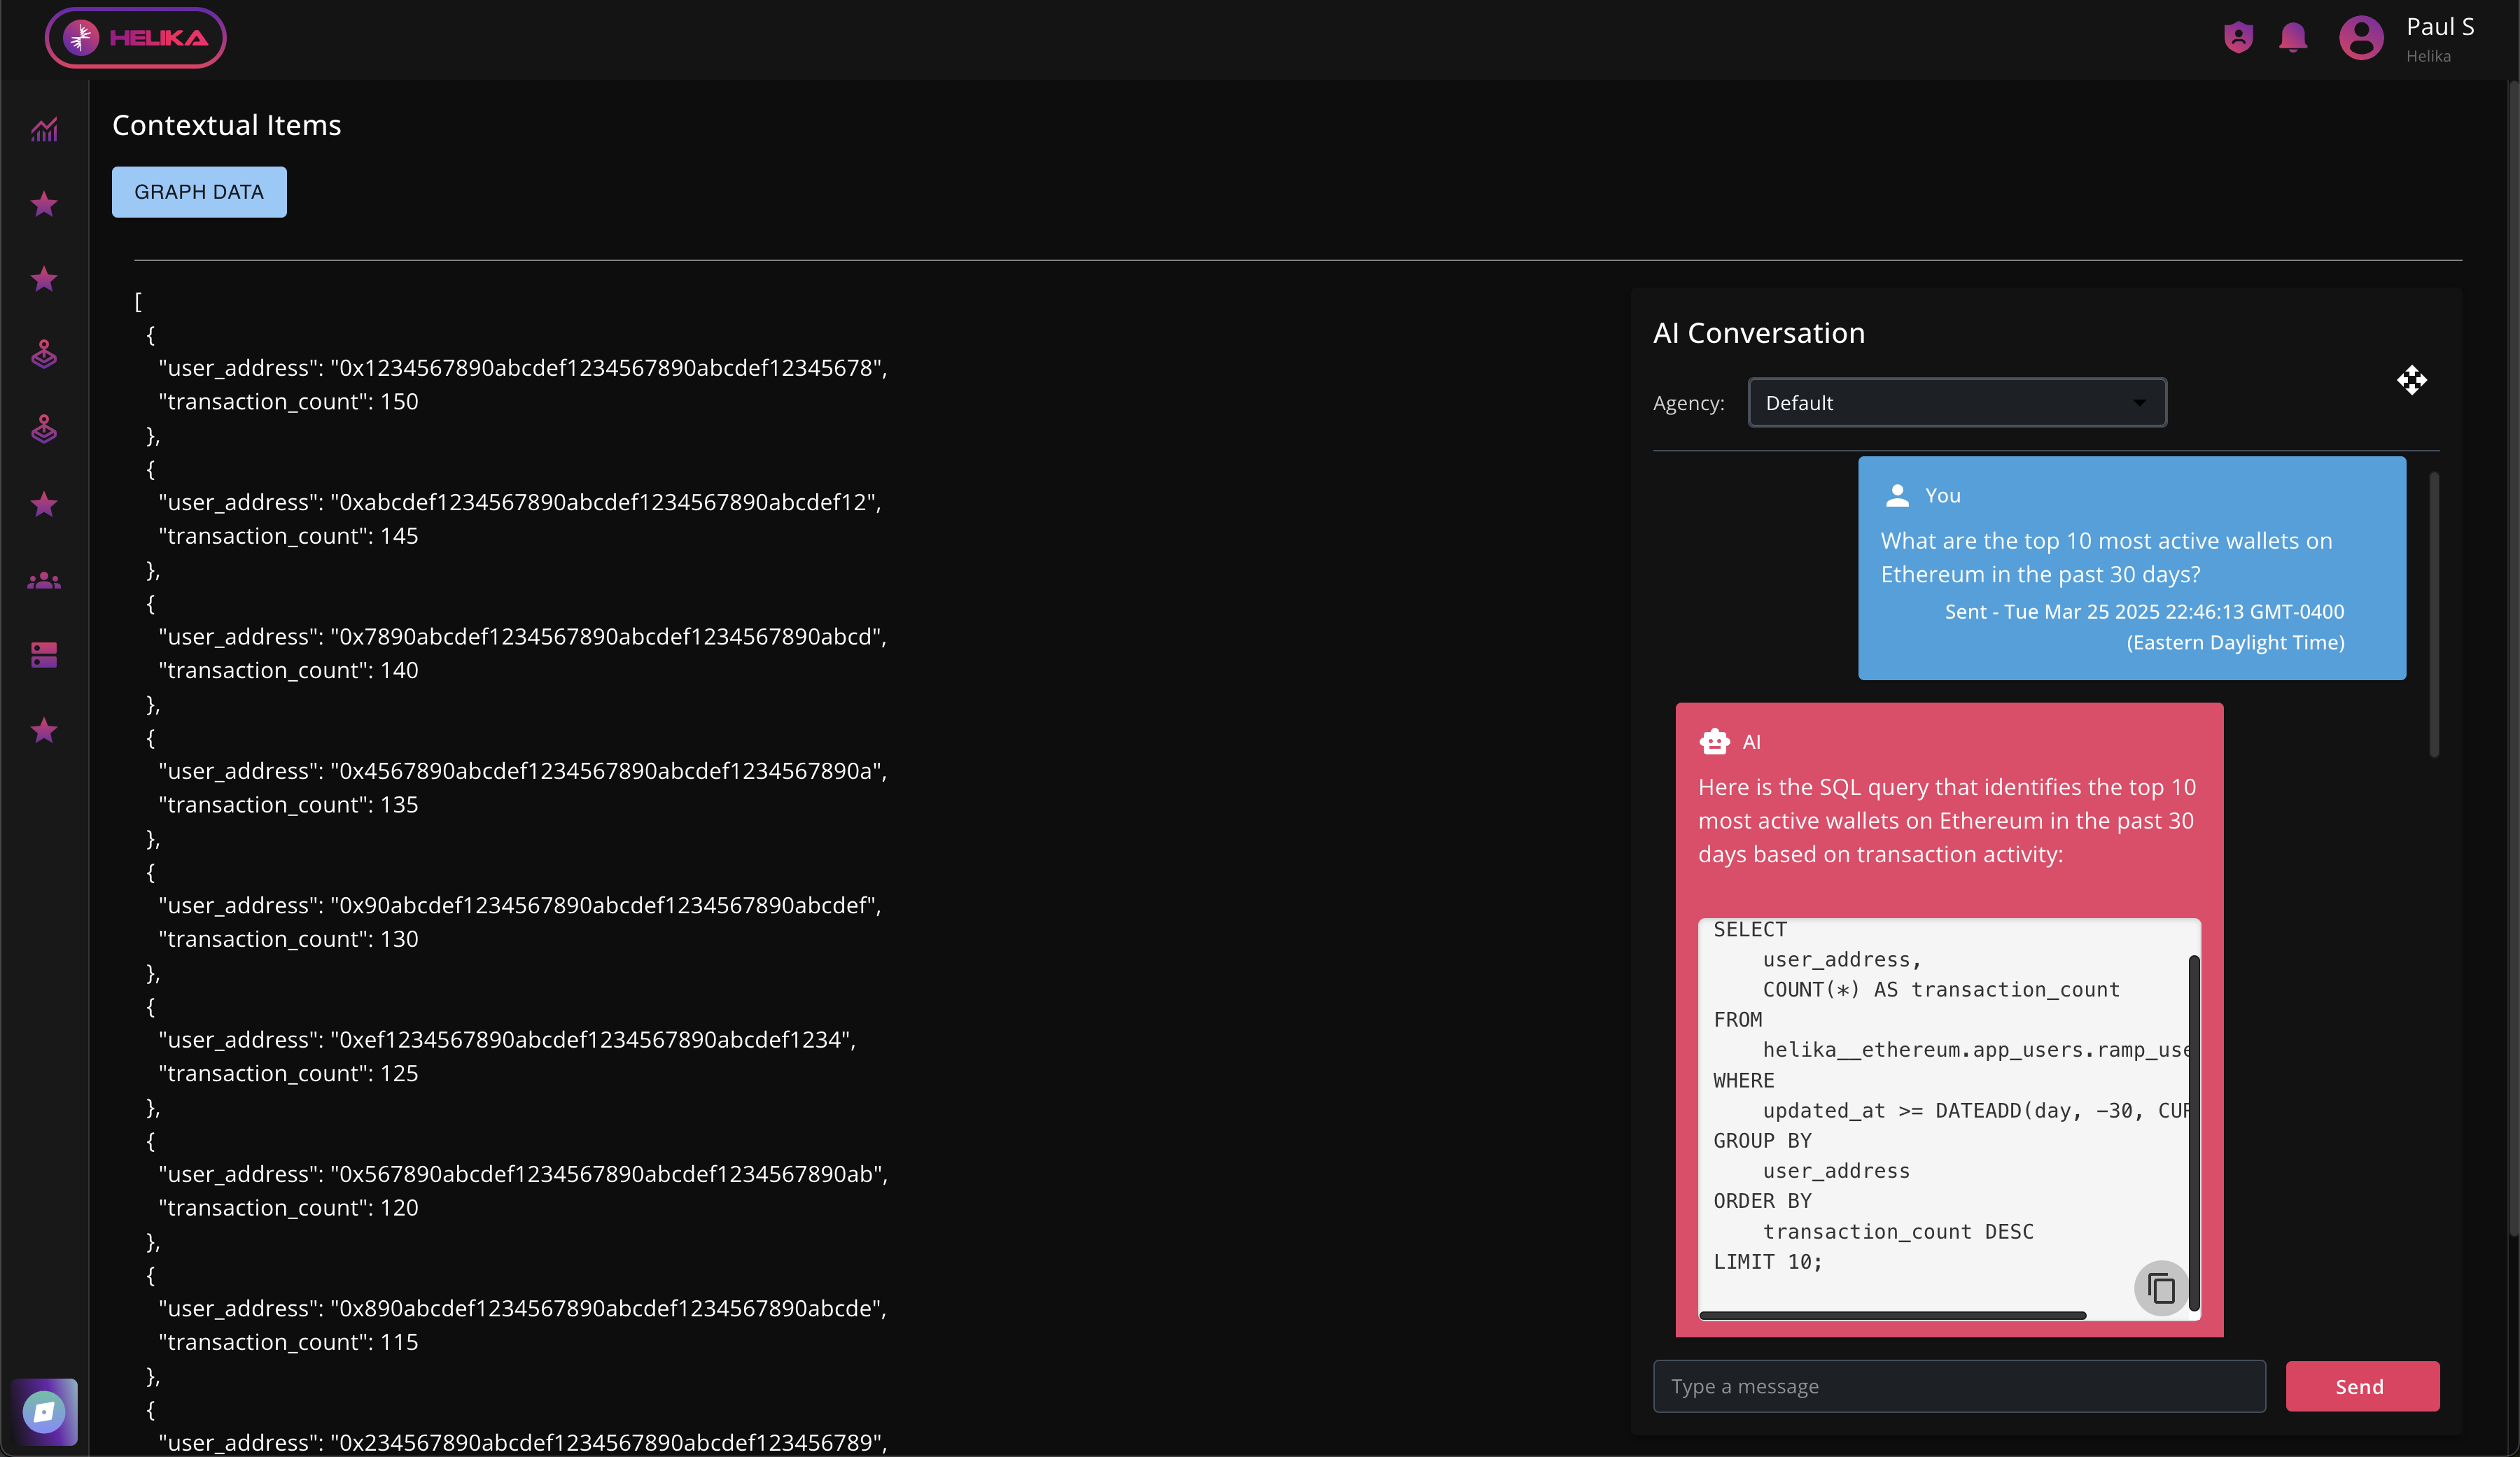 HELIKA
Paul S
Helika
Contextual Items
GRAPH DATA
[
{
"user_address": "0x1234567890abcdef1234567890abcdef12345678",
"transaction_count": 150
},
{
"user_address": "0xabcdef1234567890abcdef1234567890abcdef12",
"transaction_count": 145
},
{
"user_address": "0x7890abcdef1234567890abcdef1234567890abcd",
"transaction_count": 140
},
{
"user_address": "0x4567890abcdef1234567890abcdef1234567890a",
"transaction_count": 135
},
{
"user_address": "0x90abcdef1234567890abcdef1234567890abcdef",
"transaction_count": 130
},
{
"user_address": "0xef1234567890abcdef1234567890abcdef1234",
"transaction_count": 125
},
{
"user_address": "0x567890abcdef1234567890abcdef1234567890ab",
"transaction_count": 120
},
{
"user_address": "0x890abcdef1234567890abcdef1234567890abcde",
"transaction_count": 115
},
{
"user_address": "0x234567890abcdef1234567890abcdef123456789",
AI Conversation
Agency:
Default
You
What are the top 10 most active wallets on
Ethereum in the past 30 days?
Sent - Tue Mar 25 2025 22:46:13 GMT-0400
(Eastern Daylight Time)
AI
Here is the SQL query that identifies the top 10
most active wallets on Ethereum in the past 30
days based on transaction activity:
SELECT
user_address,
COUNT(*) AS transaction_count
FROM
helika__ethereum.app_users.ramp_use
WHERE
updated_at >= DATEADD(day, -30, CUR
GROUP BY
user_address
ORDER BY
transaction_count DESC
LIMIT 10;
Type a message
Send